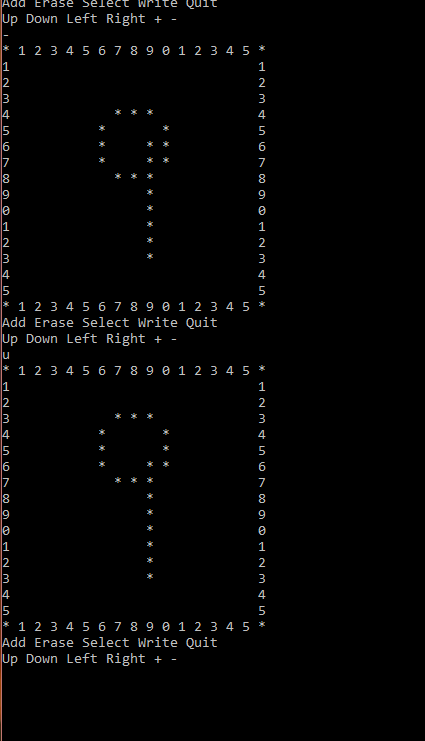 Add Erase Select Write Quit
Up Down Left Right + -
-
* 1 2 3 4 5 6 7 8 9 0 1 2 3 4 5 *
1                               1
2                               2
3                               3
4             * * *             4
5           *       *           5
6           *     * *           6
7           *     * *           7
8             * * *             8
9                 *             9
0                 *             0
1                 *             1
2                 *             2
3                 *             3
4                               4
5                               5
* 1 2 3 4 5 6 7 8 9 0 1 2 3 4 5 *
Add Erase Select Write Quit
Up Down Left Right + -
u
* 1 2 3 4 5 6 7 8 9 0 1 2 3 4 5 *
1                               1
2                               2
3             * * *             3
4           *       *           4
5           *       *           5
6           *     * *           6
7             * * *             7
8                 *             8
9                 *             9
0                 *             0
1                 *             1
2                 *             2
3                 *             3
4                               4
5                               5
* 1 2 3 4 5 6 7 8 9 0 1 2 3 4 5 *
Add Erase Select Write Quit
Up Down Left Right + -